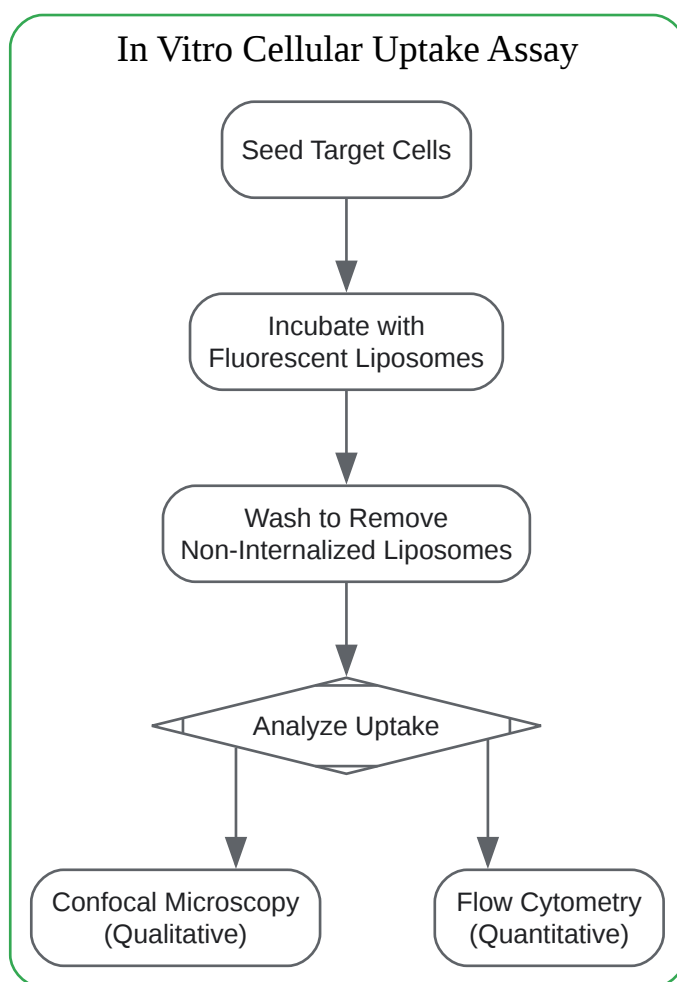 In Vitro Cellular Uptake Assay
Seed Target Cells
Incubate with
Fluorescent Liposomes
Wash to Remove
Non-Internalized Liposomes
Analyze Uptake
Confocal Microscopy
(Qualitative)
Flow Cytometry
(Quantitative)